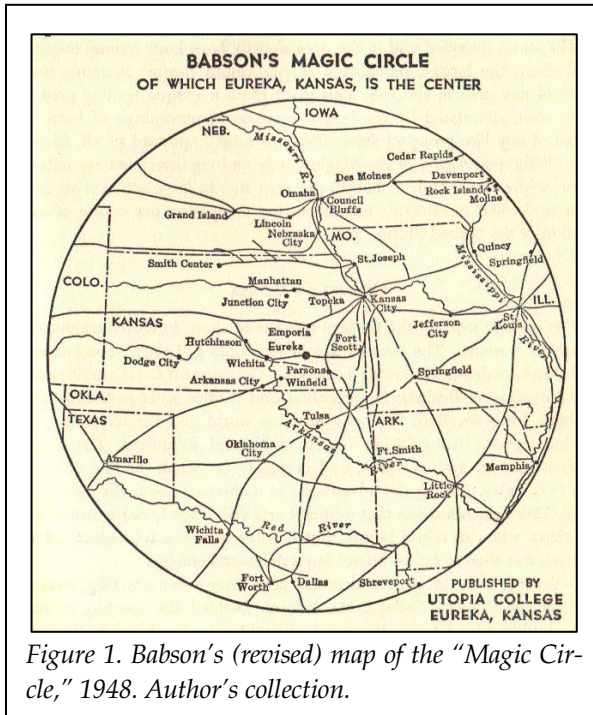 BABSON'S MAGIC CIRCLE
OF WHICH EUREKA, KANSAS, IS THE CENTER
IOWA
NEB.
Missouri R.
Cedar Rapids
Des Moines
Davenport
Rock Island
Moline
Omaha
Council
Bluffs
Grand Island
Lincoln
Nebraska
City
MO.
Quincy
Mississippi
River
Springfield
Smith Center
St. Joseph
COLO.
Manhattan
Junction City
Topeka
Kansas
City
ILL.
St.
Louis
Jefferson
City
KANSAS
Emporia
Hutchinson
Eureka
Fort
Scott
Dodge City
Wichita
Parsons
Springfield
Arkansas City
Winfield
OKLA.
TEXAS
Tulsa
ARK.
Arkansas
River
Oklahoma
City
Amarillo
Ft. Smith
Memphis
Little
Rock
Red River
Wichita
Falls
Fort
Worth
Dallas
Shreveport
PUBLISHED BY
UTOPIA COLLEGE
EUREKA, KANSAS
Figure 1. Babson's (revised) map of the "Magic Cir-
cle," 1948. Author's collection.